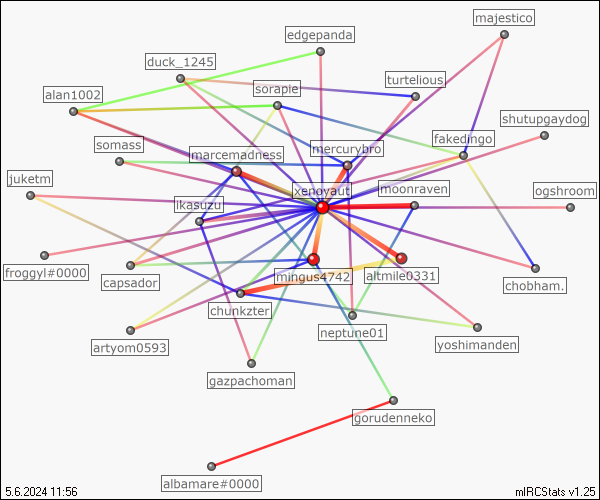 majestico
edgepanda
duck_1245
turtelious
sorapie
alan1002
shutupgaydog
fakedingo
somass
mercurybro
marcemadness
juketm
xenoyaut
moonraven
ogshroom
ikasuzu
froggyl#0000
capsador
mingus4742
altmile0331
chobham.
chunkzter
neptune01
artyom0593
yoshimanden
gazpachoman
gorudenneko
albamare#0000
5.6.2024 11:56
mIRCStats v1.25